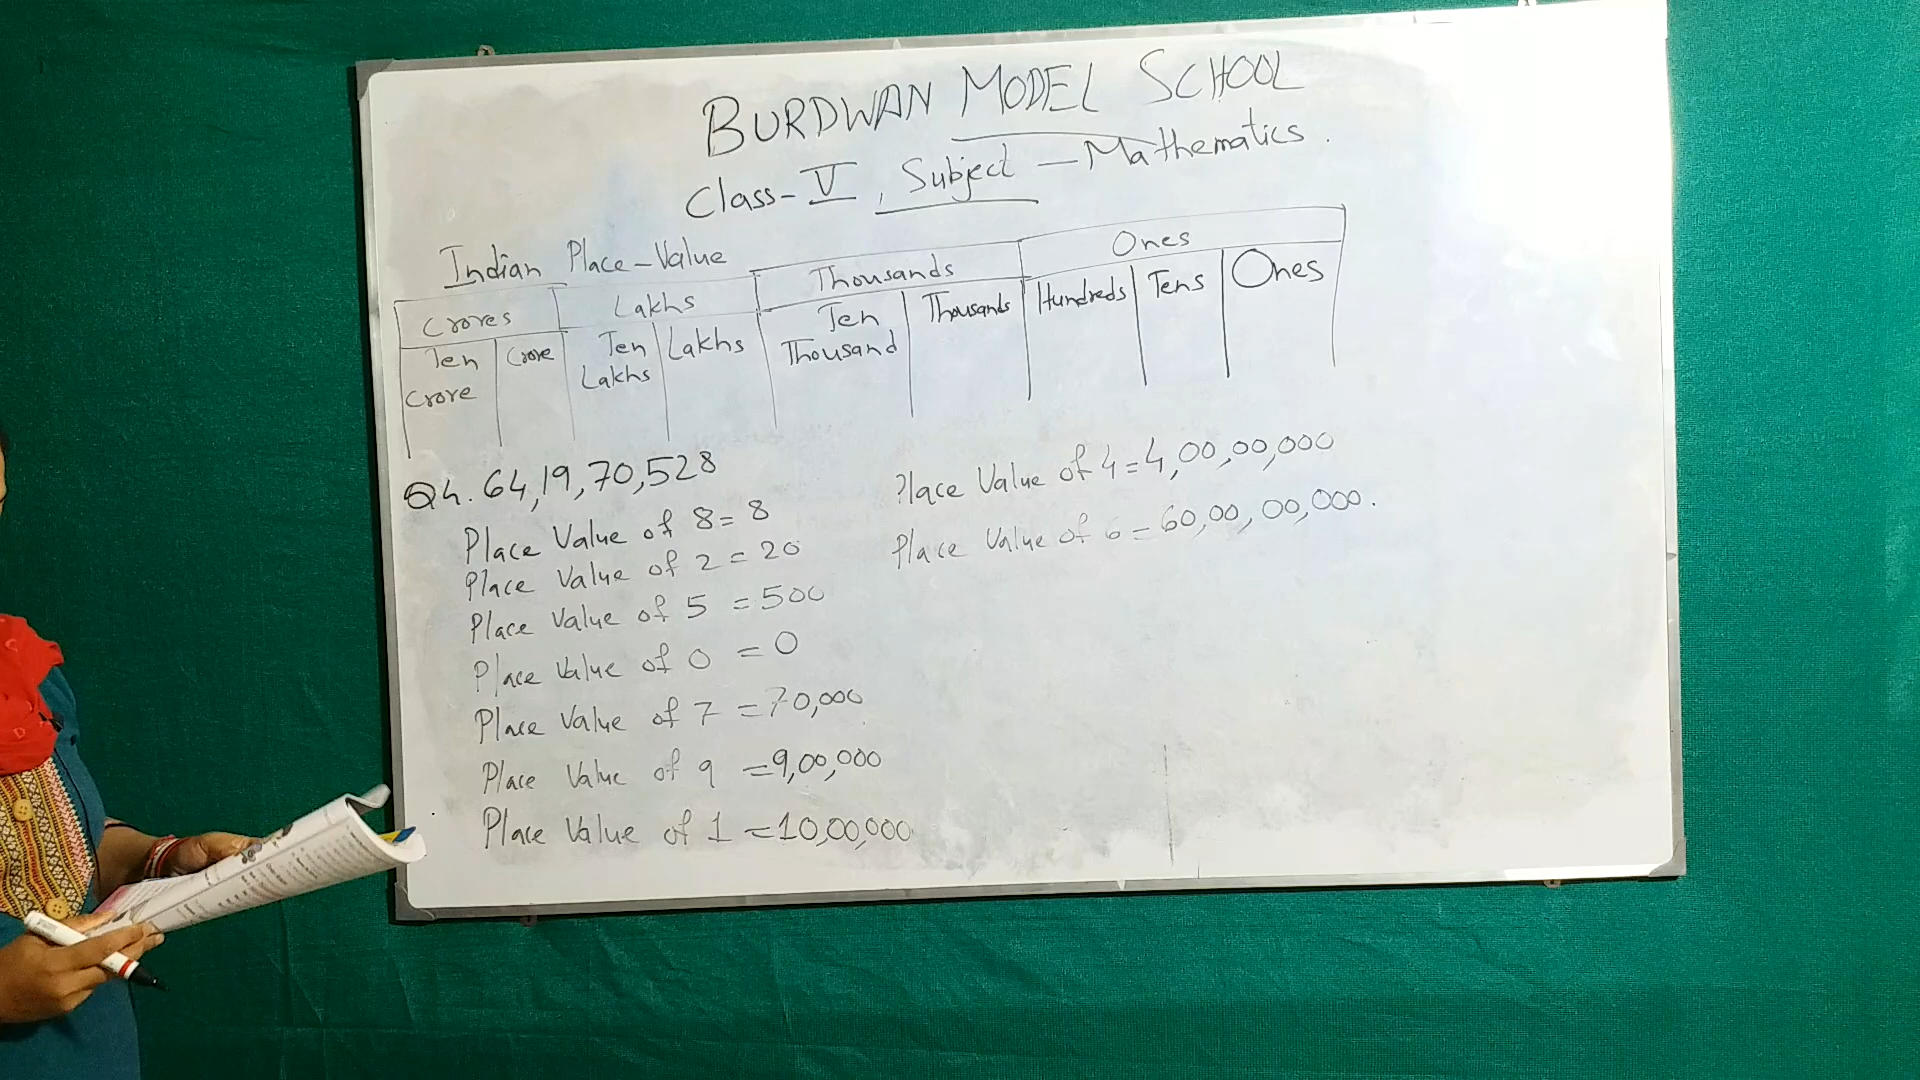 BURDWAN MODEL SCHOOL
Class-V, Subject - Mathematics.
Indian Place-Value
Crores Lakhs Thousands Ones
Ten Crore Crore Ten Lakhs Lakhs Ten Thousand Thousands Hundreds Tens Ones
Q4. 64,19,70,528
Place Value of 8 = 8
Place Value of 2 = 20
Place Value of 5 = 500
Place Value of 0 = 0
Place Value of 7 = 70,000
Place Value of 9 = 9,00,000
Place Value of 1 = 10,00,000
Place Value of 4 = 4,00,00,000
Place Value of 6 = 60,00,00,000.